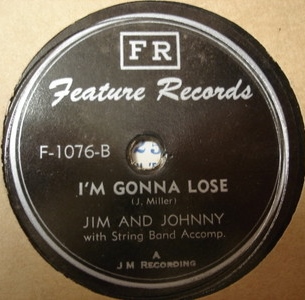 FR
Feature Records
F-1076-B
I'M GONNA LOSE
(J. Miller)
JIM AND JOHNNY
with String Band Accomp.
A
J M RECORDING